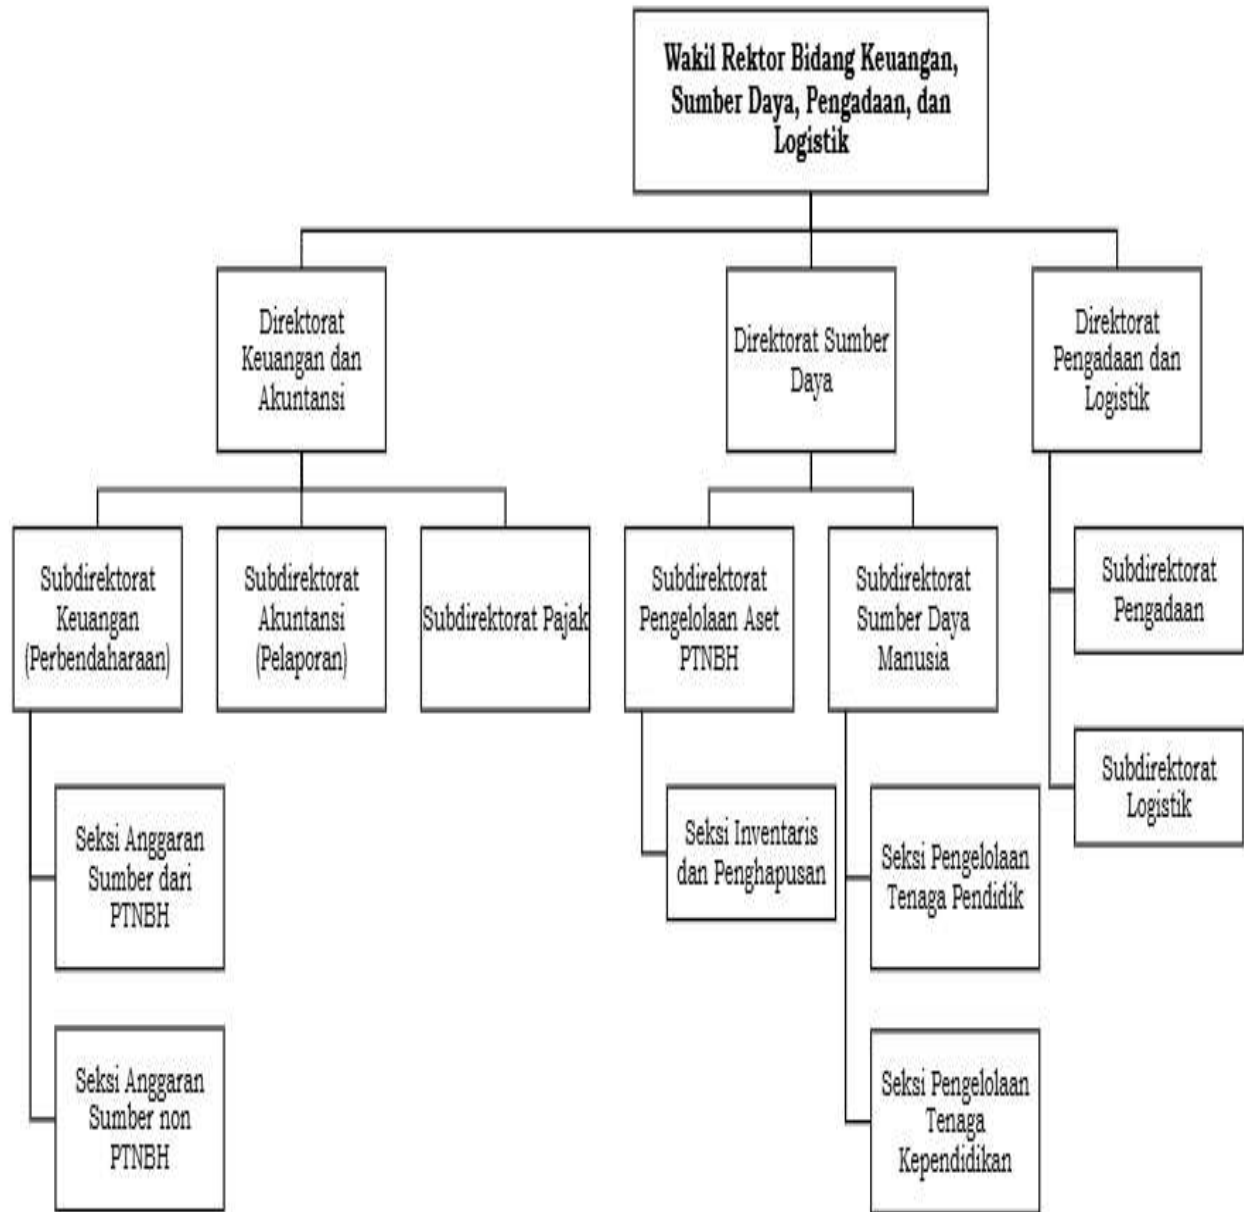 Wakil Rektor Bidang Keuangan,
Sumber Daya, Pengadaan, dan
Logistik
Direktorat
Keuangan dan
Akuntansi
Direktorat Sumber
Daya
Direktorat
Pengadaan dan
Logistik
Subdirektorat
Keuangan
(Perbendaharaan)
Subdirektorat
Akuntansi
(Pelaporan)
Subdirektorat Pajak
Subdirektorat
Pengelolaan Aset
PTNBH
Subdirektorat
Sumber Daya
Manusia
Subdirektorat
Pengadaan
Subdirektorat
Logistik
Seksi Anggaran
Sumber dari
PTNBH
Seksi Inventaris
dan Penghapusan
Seksi Pengelolaan
Tenaga Pendidik
Seksi Anggaran
Sumber non
PTNBH
Seksi Pengelolaan
Tenaga
Kependidikan